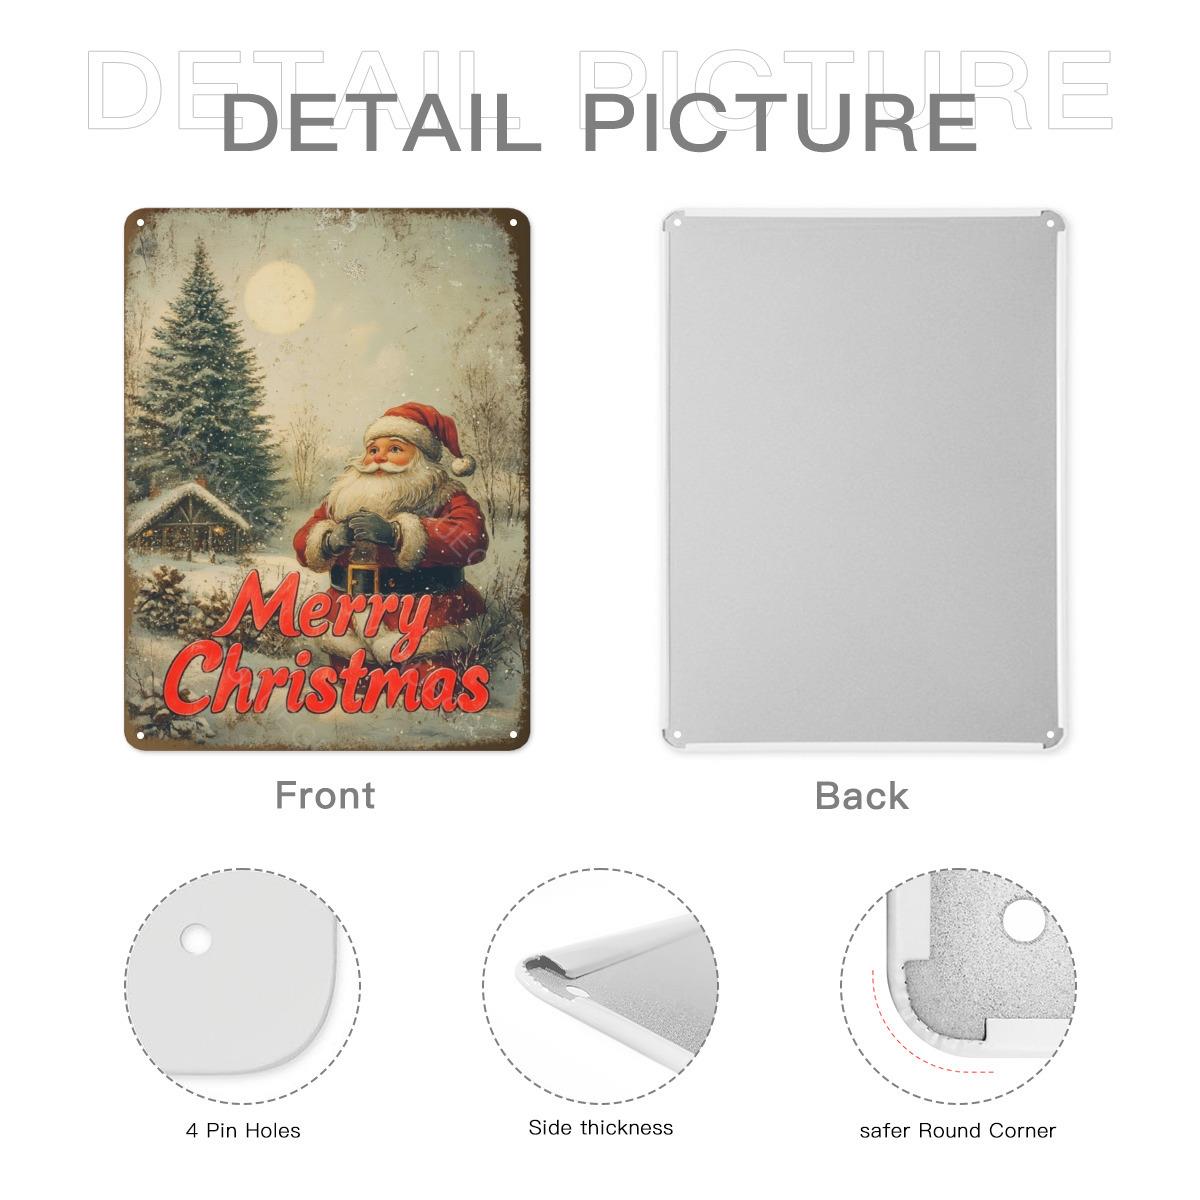 DETAIL PICTURE
DETAIL PICTURE
Merry
Christmas
Front
Back
4 Pin Holes
Side thickness
safer Round Corner